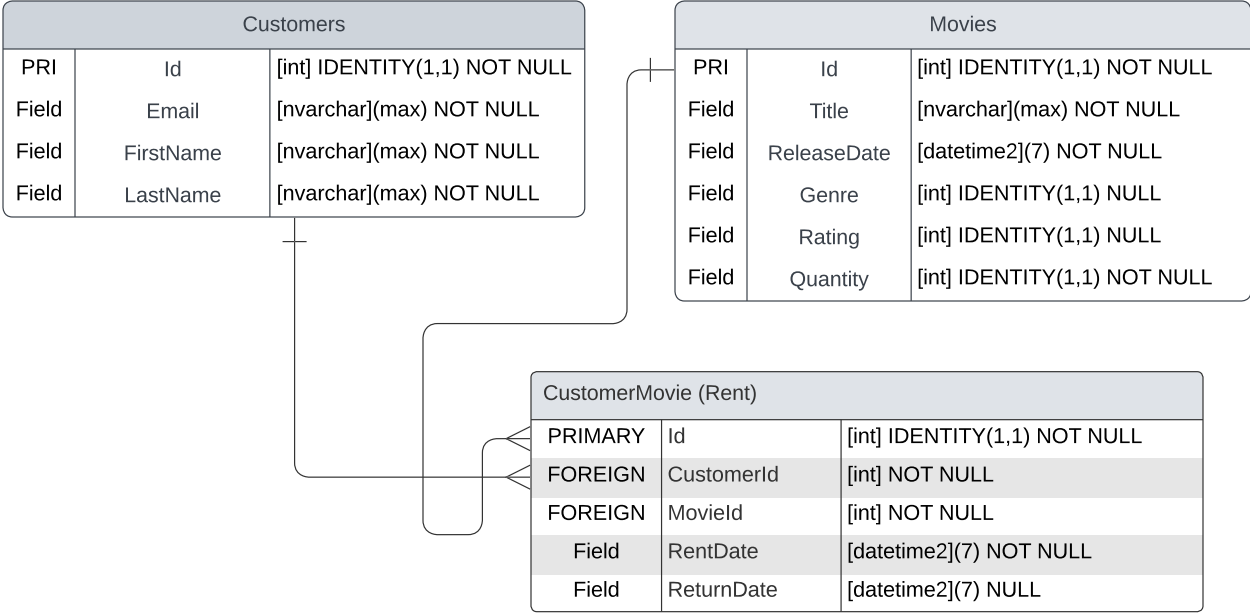 Customers
PRI Id [int] IDENTITY(1,1) NOT NULL
Field Email [nvarchar](max) NOT NULL
Field FirstName [nvarchar](max) NOT NULL
Field LastName [nvarchar](max) NOT NULL
Movies
PRI Id [int] IDENTITY(1,1) NOT NULL
Field Title [nvarchar](max) NOT NULL
Field ReleaseDate [datetime2](7) NOT NULL
Field Genre [int] IDENTITY(1,1) NULL
Field Rating [int] IDENTITY(1,1) NULL
Field Quantity [int] IDENTITY(1,1) NOT NULL
CustomerMovie (Rent)
PRIMARY Id [int] IDENTITY(1,1) NOT NULL
FOREIGN CustomerId [int] NOT NULL
FOREIGN MovieId [int] NOT NULL
Field RentDate [datetime2](7) NOT NULL
Field ReturnDate [datetime2](7) NULL